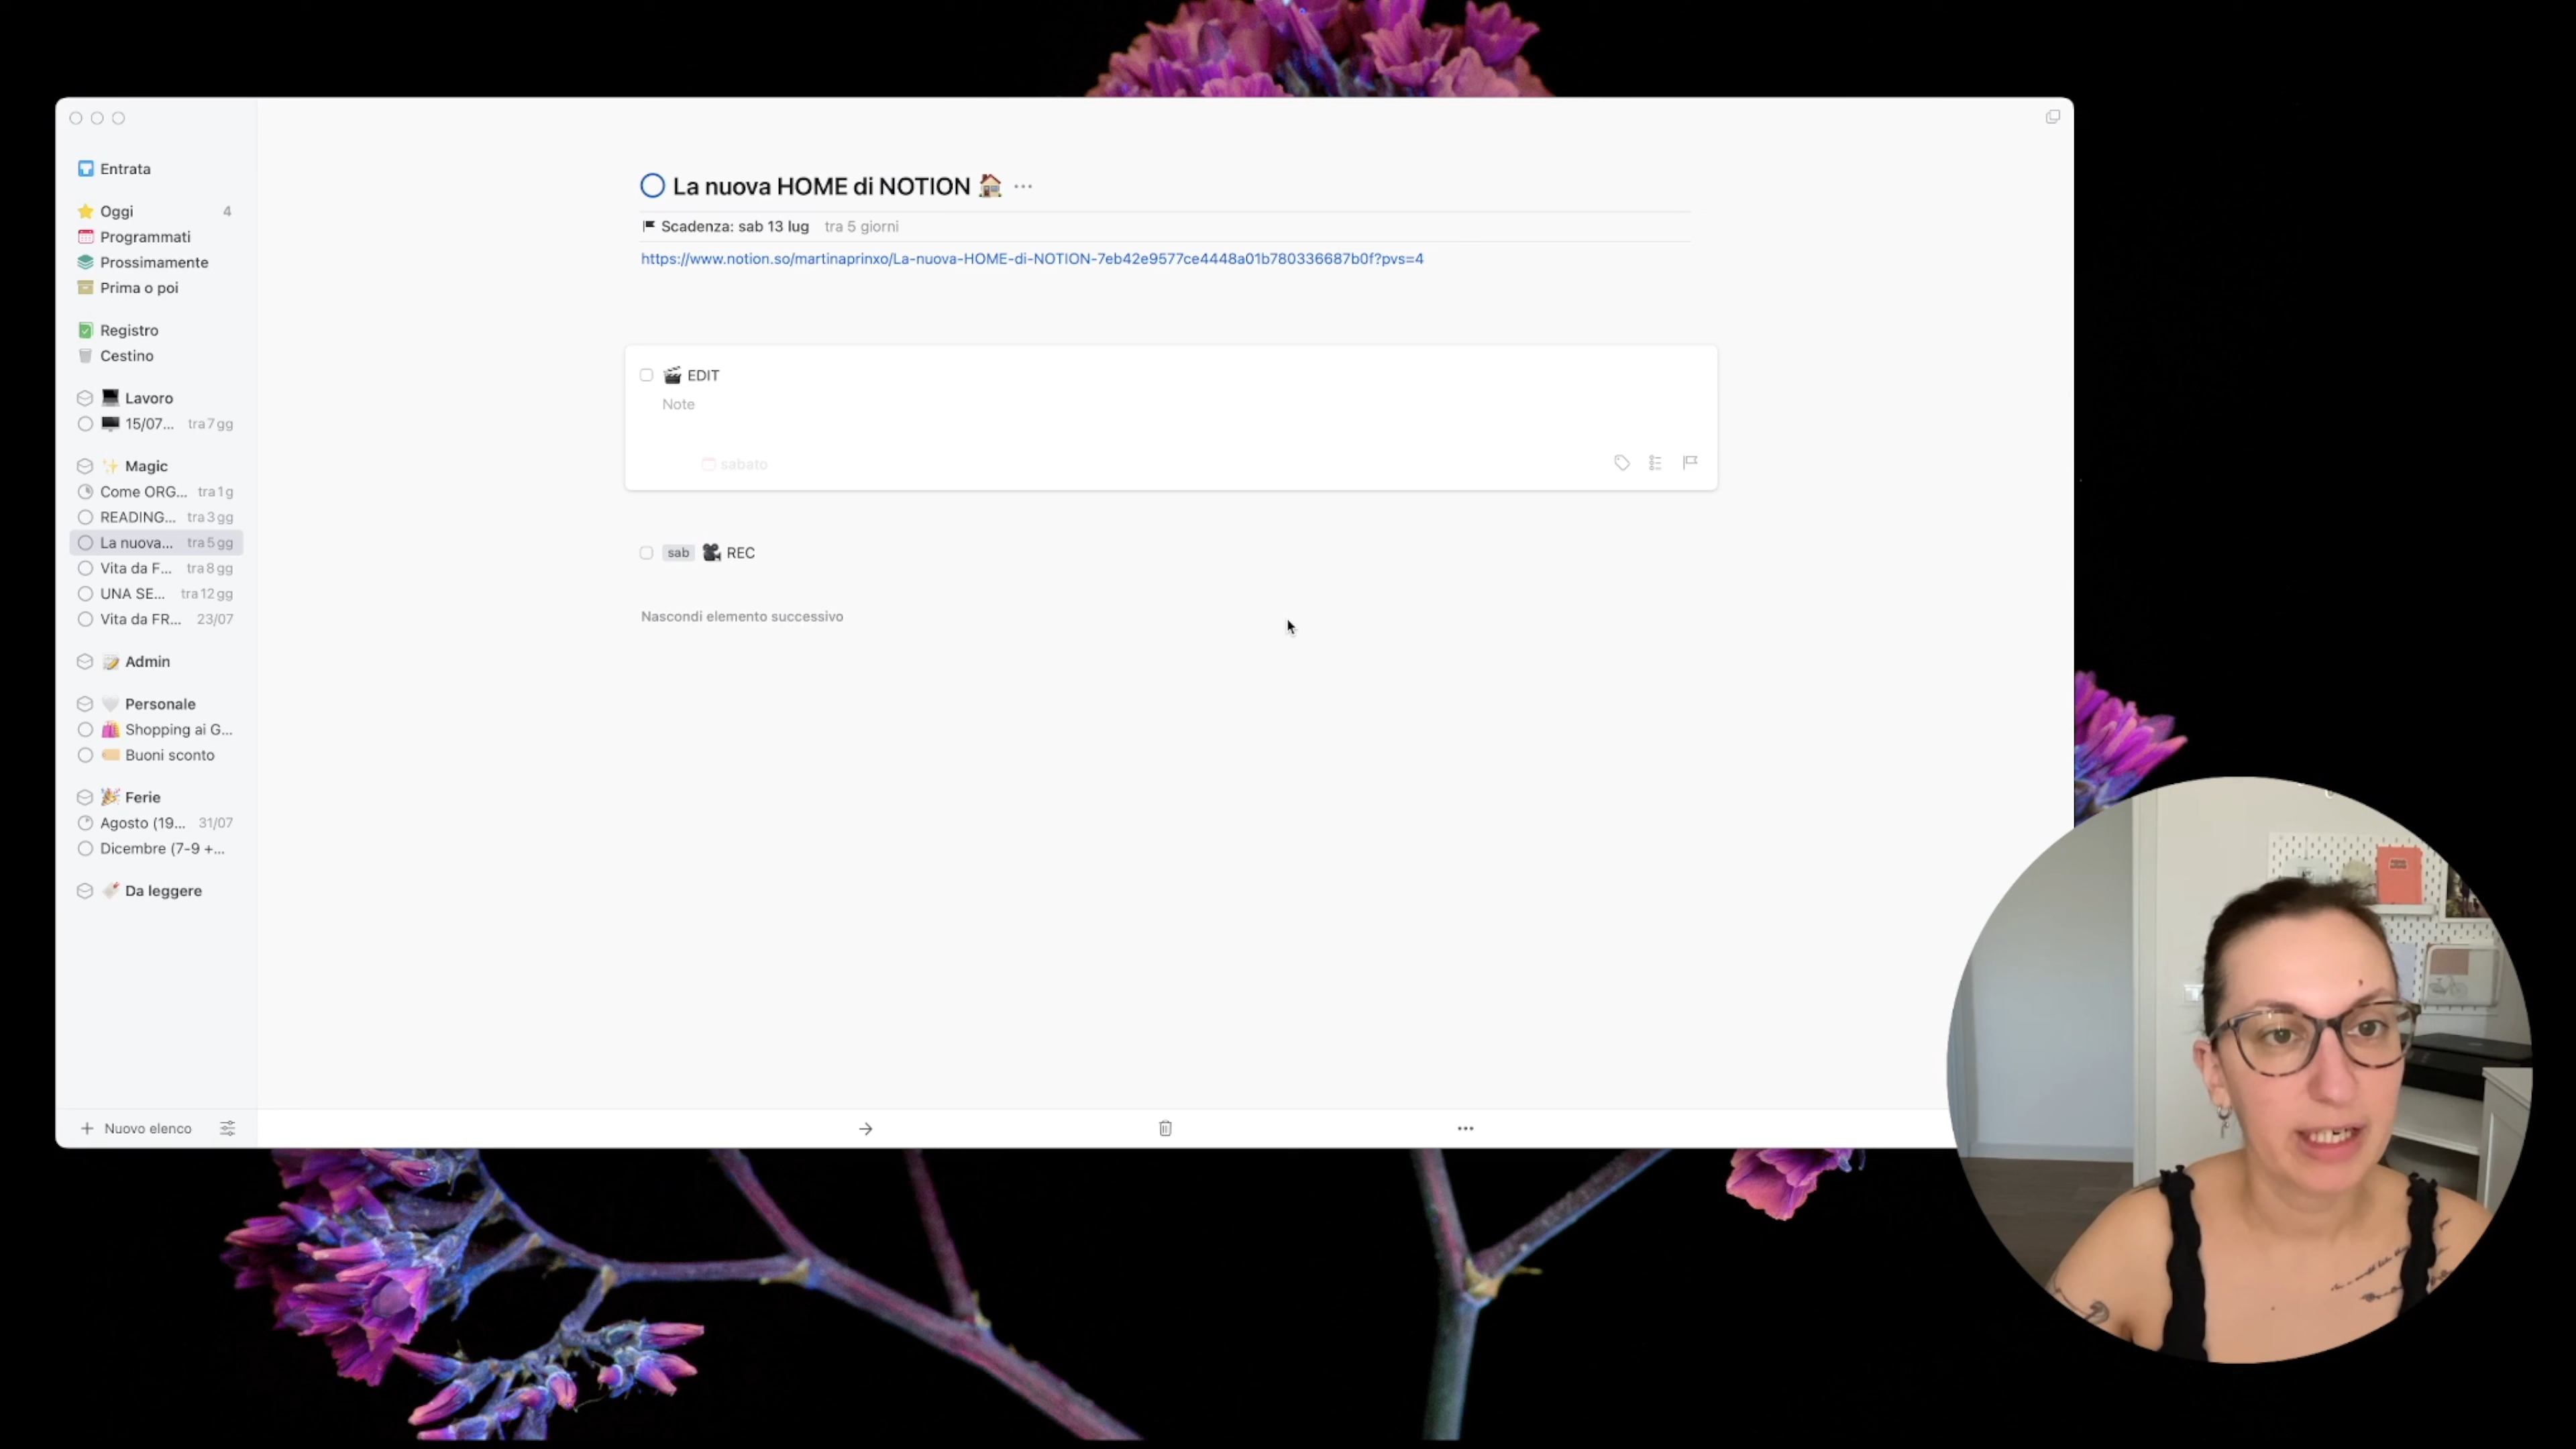 Entrata
Oggi 4
Programmati
Prossimamente
Prima o poi
Registro
Cestino
Lavoro
15/07... tra 7 gg
Magic
Come ORG... tra 1 g
READING... tra 3 gg
La nuova... tra 5 gg
Vita da F... tra 8 gg
UNA SE... tra 12 gg
Vita da FR... 23/07
Admin
Personale
Shopping ai G...
Buoni sconto
Ferie
Agosto (19... 31/07
Dicembre (7-9 +...
Da leggere
Nuovo elenco
La nuova HOME di NOTION
Scadenza: sab 13 lug tra 5 giorni
https://www.notion.so/martinaprinxo/La-nuova-HOME-di-NOTION-7eb42e9577ce4448a01b780336687b0f?pvs=4
EDIT
Note
sabato
sab REC
Nascondi elemento successivo